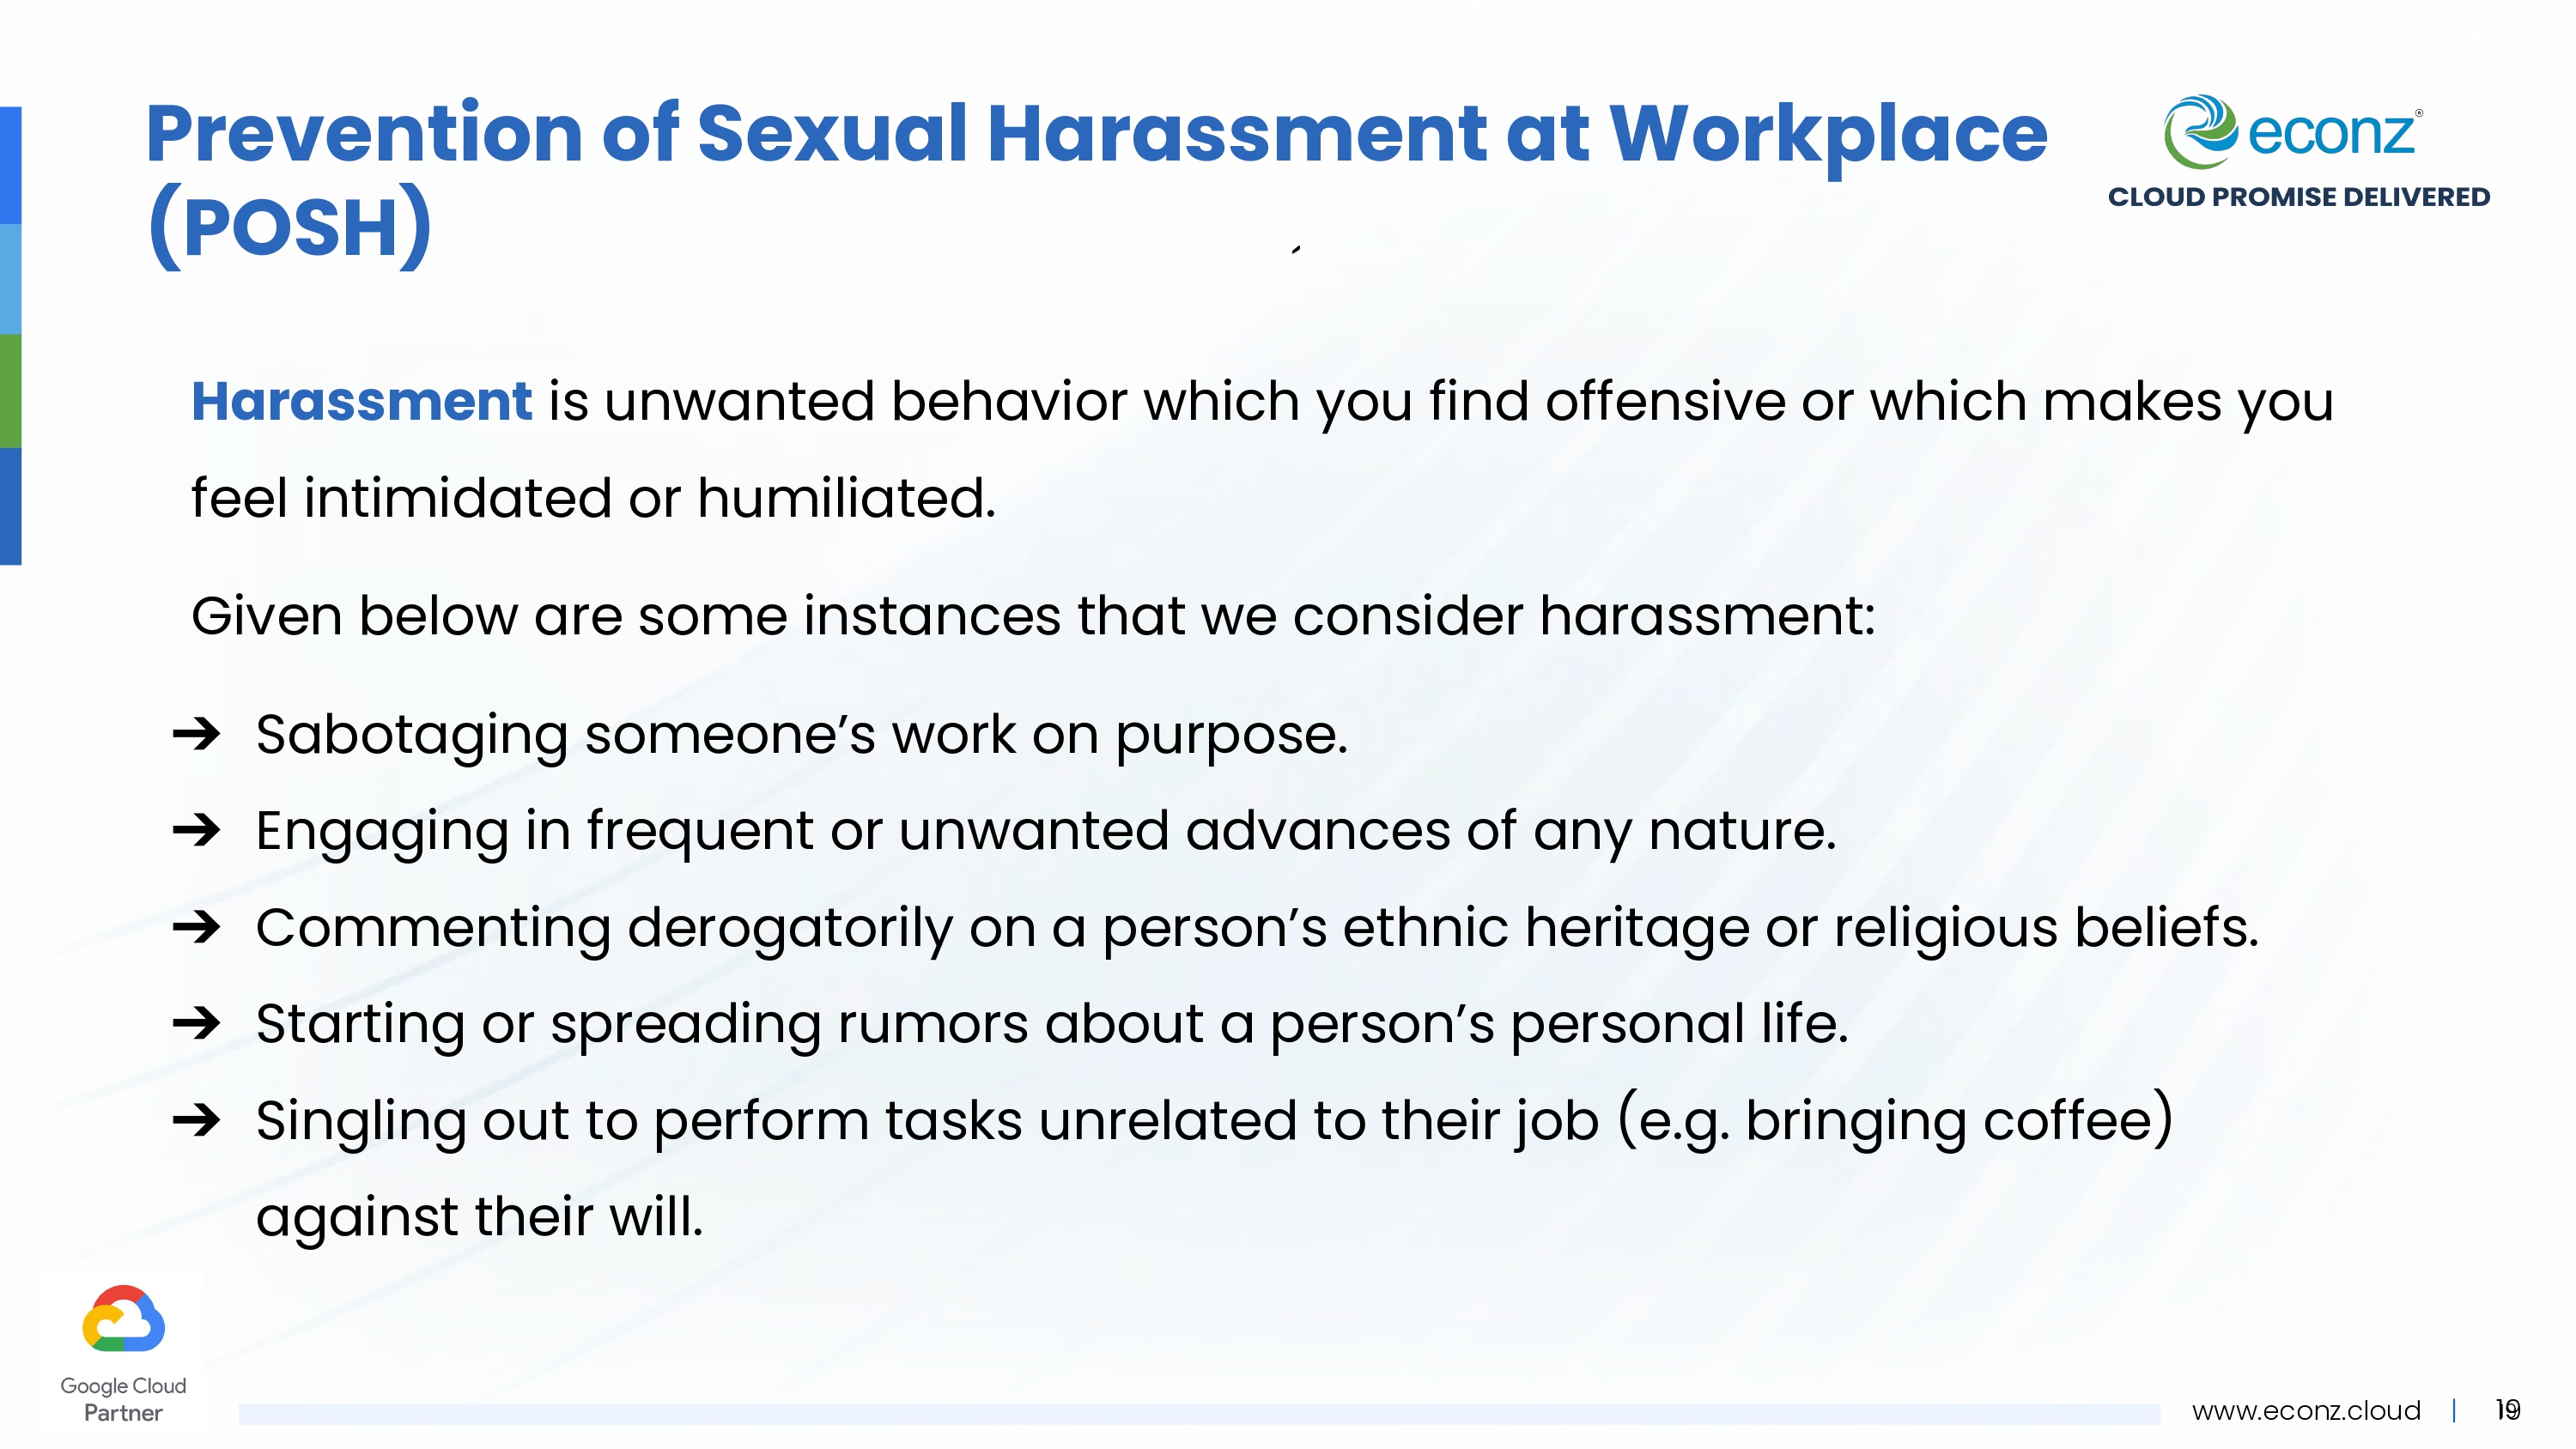 Prevention of Sexual Harassment at Workplace
(POSH)
econz®
CLOUD PROMISE DELIVERED
Harassment is unwanted behavior which you find offensive or which makes you
feel intimidated or humiliated.
Given below are some instances that we consider harassment:
➔ Sabotaging someone’s work on purpose.
➔ Engaging in frequent or unwanted advances of any nature.
➔ Commenting derogatorily on a person’s ethnic heritage or religious beliefs.
➔ Starting or spreading rumors about a person’s personal life.
➔ Singling out to perform tasks unrelated to their job (e.g. bringing coffee)
against their will.
Google Cloud
Partner
www.econz.cloud |